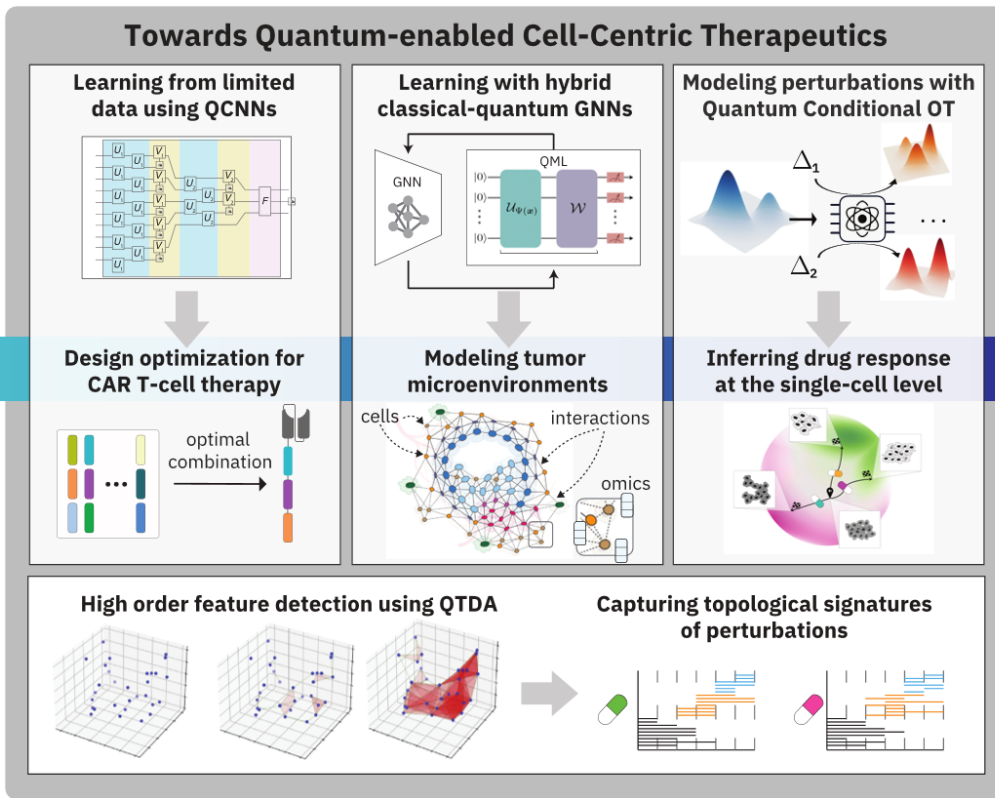 Towards Quantum-enabled Cell-Centric Therapeutics
Learning from limited
data using QCNNs
Learning with hybrid
classical-quantum GNNs
Modeling perturbations with
Quantum Conditional OT
F
GNN
QML
|0⟩
|0⟩
|0⟩
𝒰Ψ(æ)
𝒲
Δ₁
Δ₂
Design optimization for
CAR T-cell therapy
Modeling tumor
microenvironments
Inferring drug response
at the single-cell level
optimal
combination
cells
interactions
omics
High order feature detection using QTDA
Capturing topological signatures
of perturbations